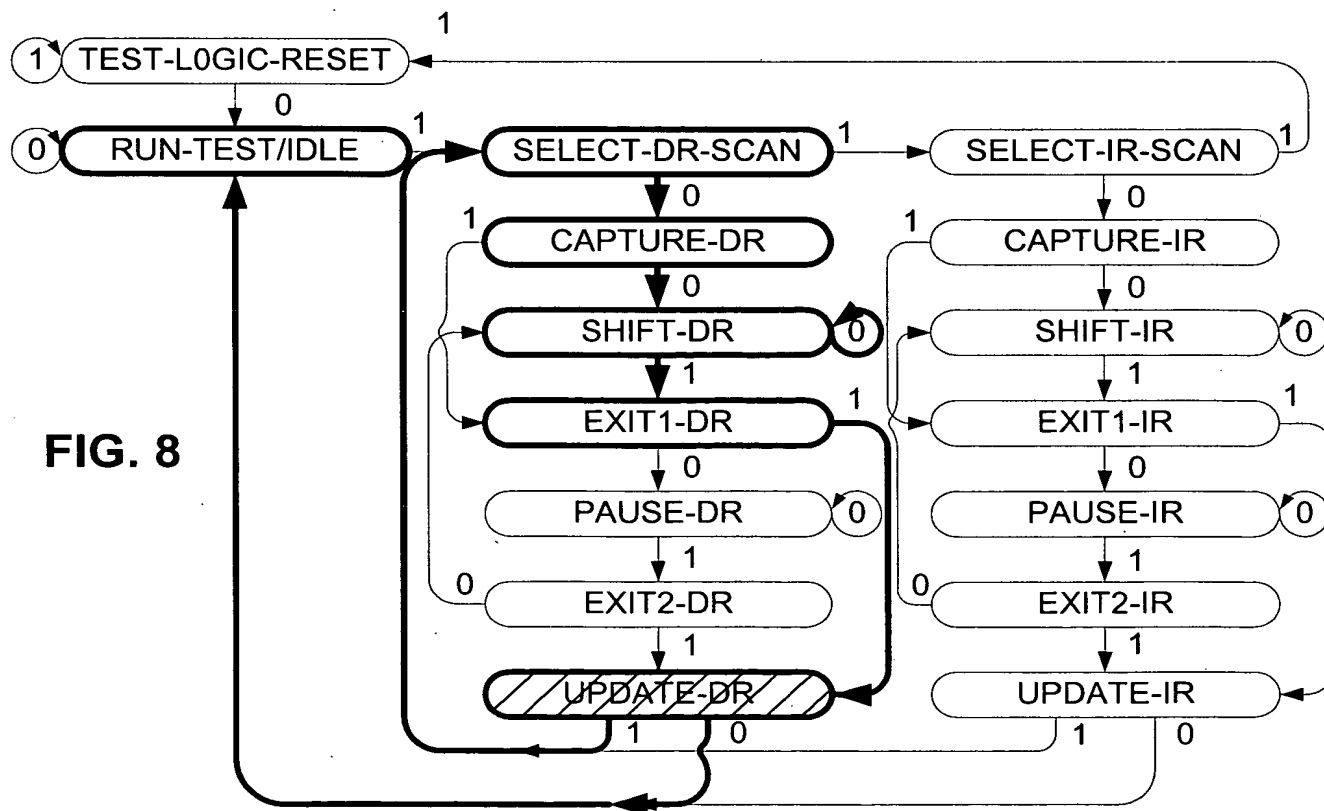 1
1 TEST-L0GIC-RESET
0
0 RUN-TEST/IDLE 1 SELECT-DR-SCAN 1 SELECT-IR-SCAN 1
0 0
1 CAPTURE-DR 1 CAPTURE-IR
0 0
SHIFT-DR 0 SHIFT-IR 0
1 1
EXIT1-DR 1 EXIT1-IR 1
FIG. 8
0 0
PAUSE-DR 0 PAUSE-IR 0
1 1
0 EXIT2-DR 0 EXIT2-IR
1 1
UPDATE-DR UPDATE-IR
1 0 1 0